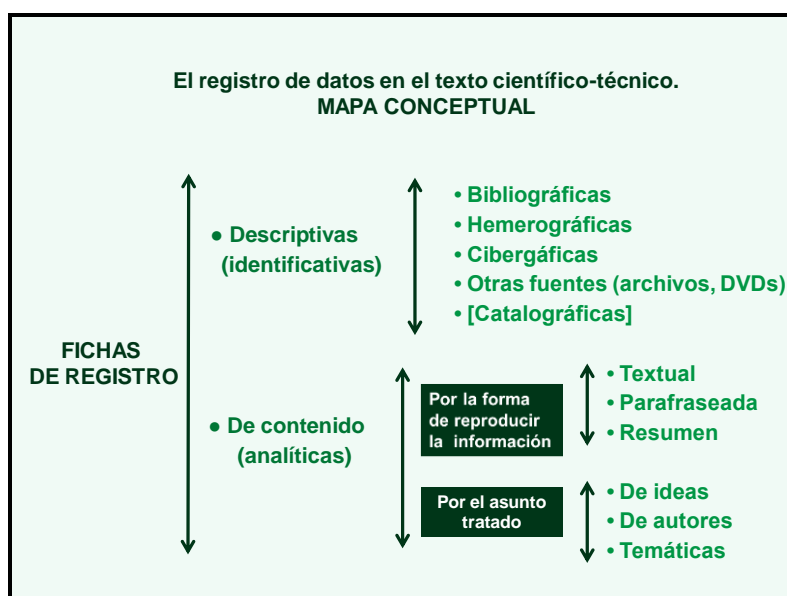 El registro de datos en el texto científico-técnico.
MAPA CONCEPTUAL
FICHAS
DE REGISTRO
● Descriptivas
(identificativas)
• Bibliográficas
• Hemerográficas
• Cibergáficas
• Otras fuentes (archivos, DVDs)
• [Catalográficas]
● De contenido
(analíticas)
Por la forma
de reproducir
la información
• Textual
• Parafraseada
• Resumen
Por el asunto
tratado
• De ideas
• De autores
• Temáticas